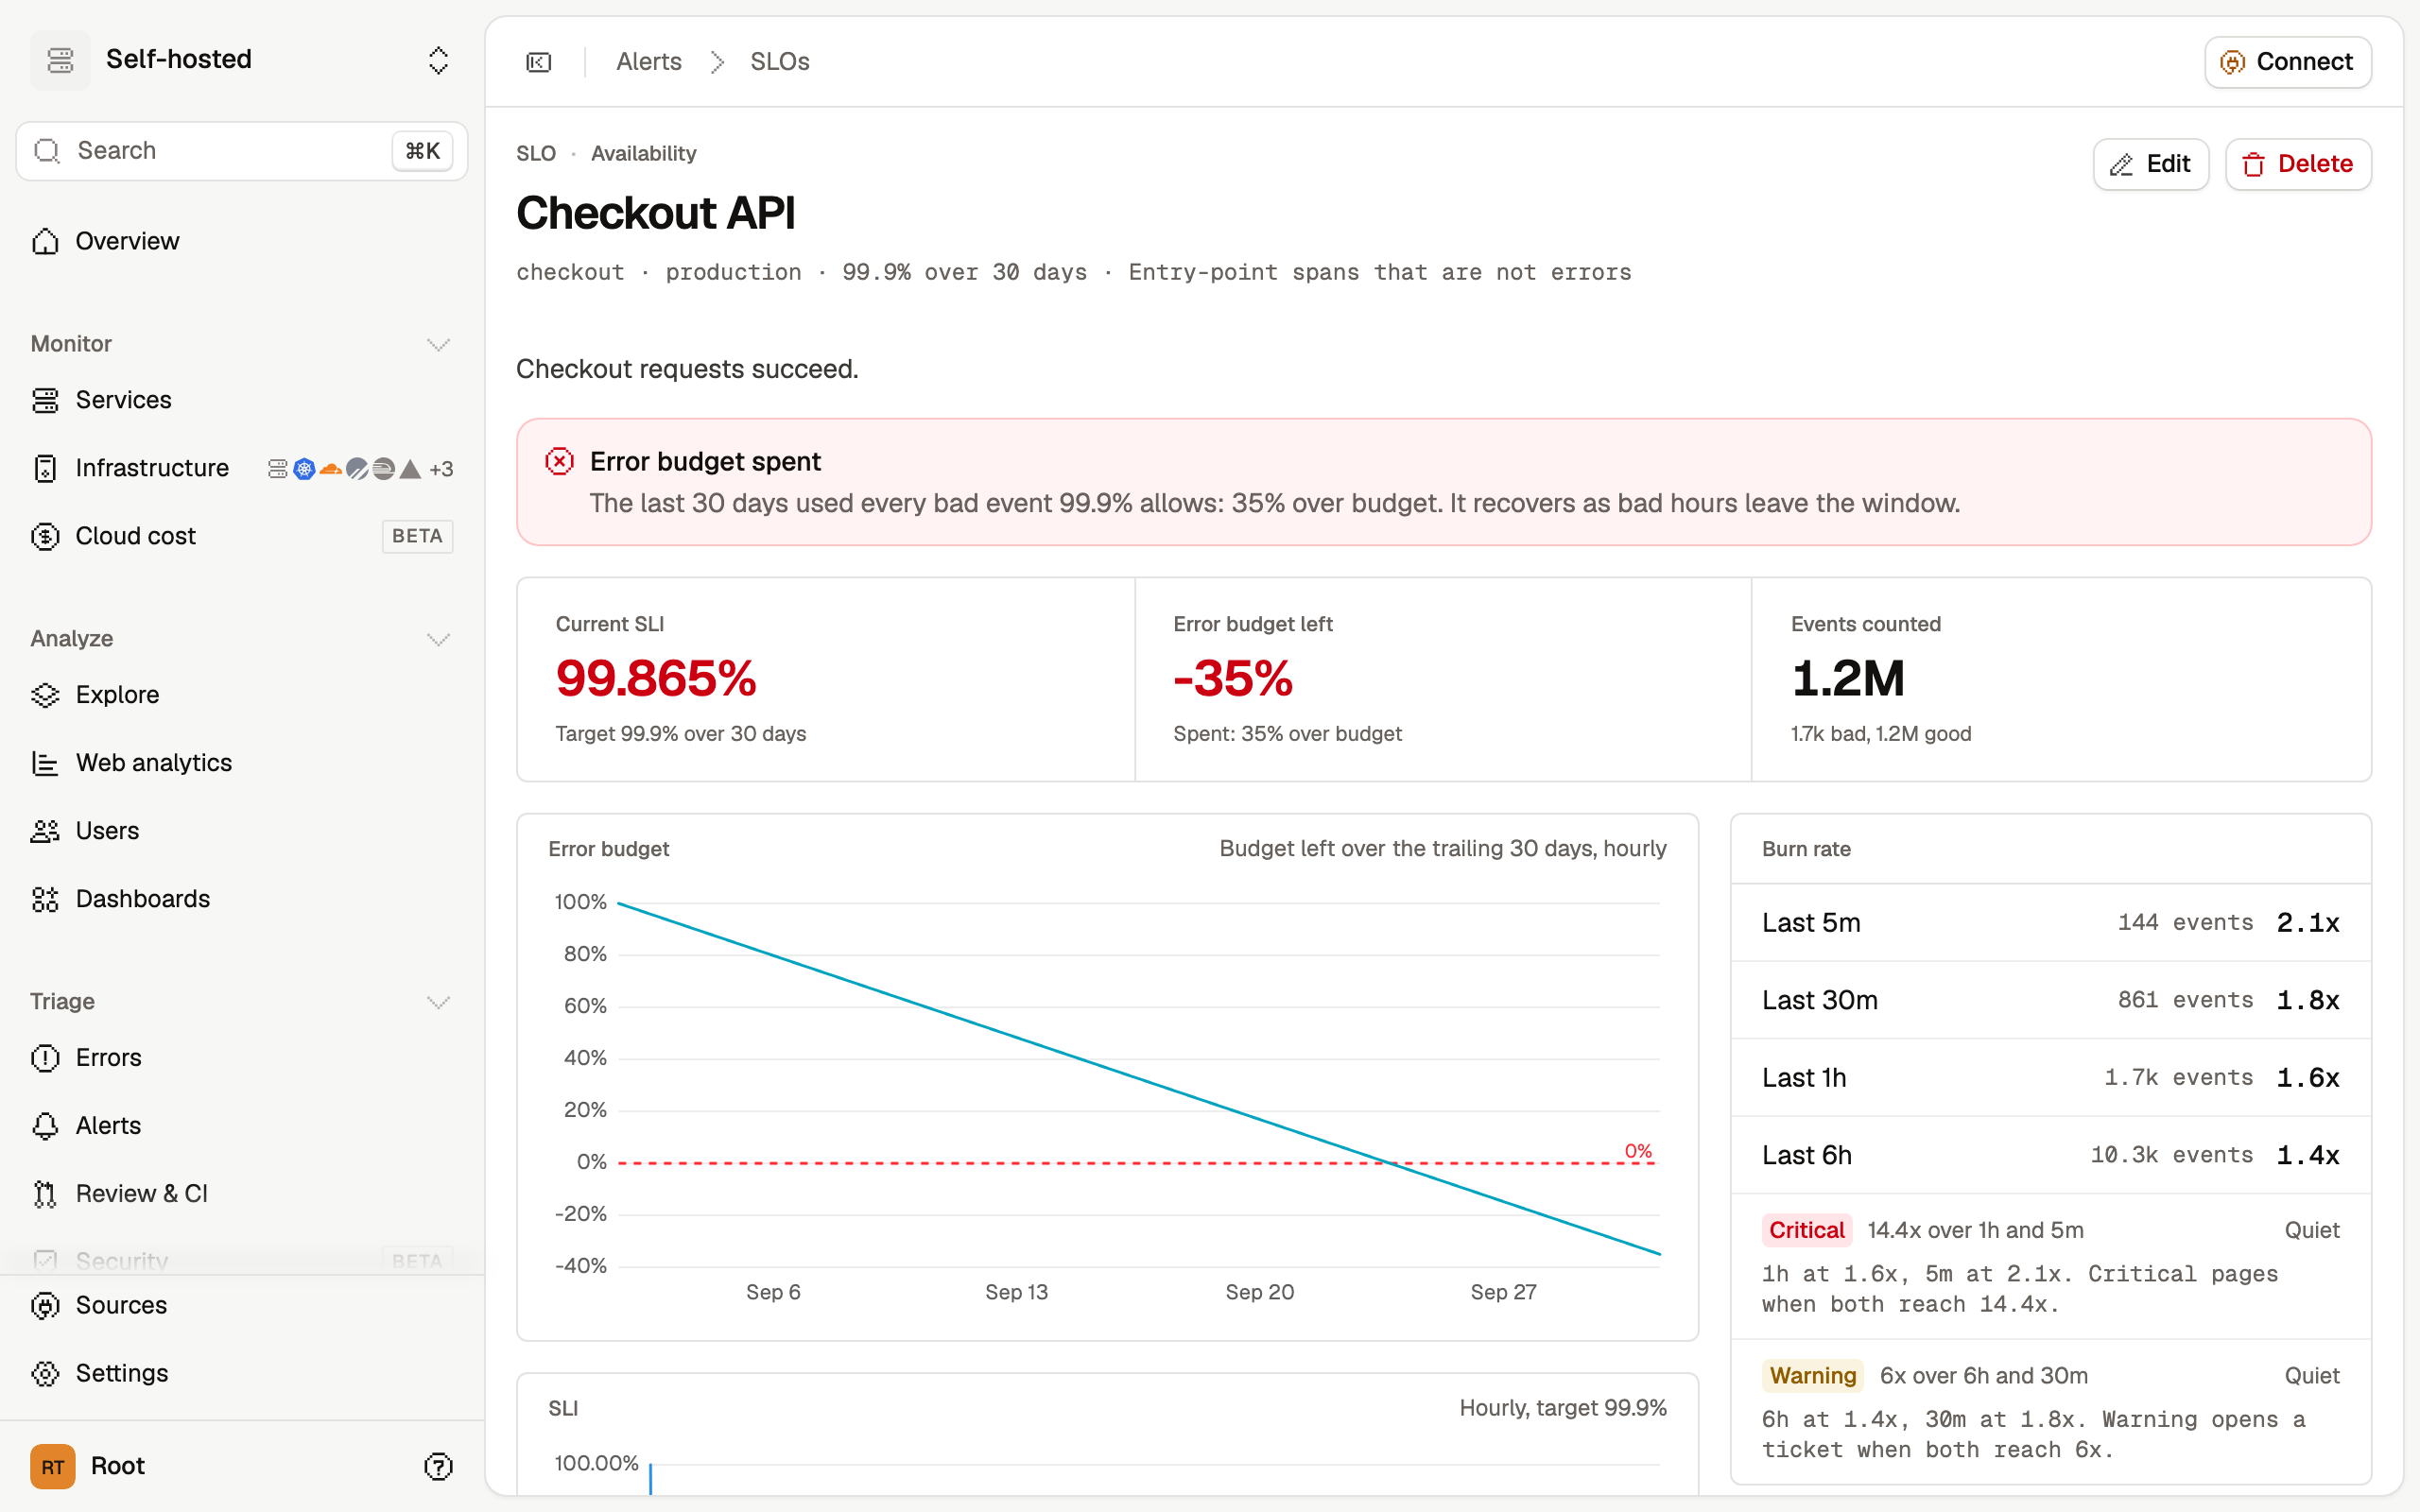 Self-hosted
Search ⌘K
Overview
Monitor
Services
Infrastructure +3
Cloud cost BETA
Analyze
Explore
Web analytics
Users
Dashboards
Triage
Errors
Alerts
Review & CI
Security BETA
Sources
Settings
RT Root
Alerts SLOs
Connect
SLO · Availability
Edit Delete
Checkout API
checkout · production · 99.9% over 30 days · Entry-point spans that are not errors
Checkout requests succeed.
Error budget spent
The last 30 days used every bad event 99.9% allows: 35% over budget. It recovers as bad hours leave the window.
Current SLI
99.865%
Target 99.9% over 30 days
Error budget left
-35%
Spent: 35% over budget
Events counted
1.2M
1.7k bad, 1.2M good
Error budget Budget left over the trailing 30 days, hourly
100%
80%
60%
40%
20%
0% 0%
-20%
-40%
Sep 6 Sep 13 Sep 20 Sep 27
SLI Hourly, target 99.9%
100.00%
Burn rate
Last 5m 144 events 2.1x
Last 30m 861 events 1.8x
Last 1h 1.7k events 1.6x
Last 6h 10.3k events 1.4x
Critical 14.4x over 1h and 5m Quiet
1h at 1.6x, 5m at 2.1x. Critical pages
when both reach 14.4x.
Warning 6x over 6h and 30m Quiet
6h at 1.4x, 30m at 1.8x. Warning opens a
ticket when both reach 6x.